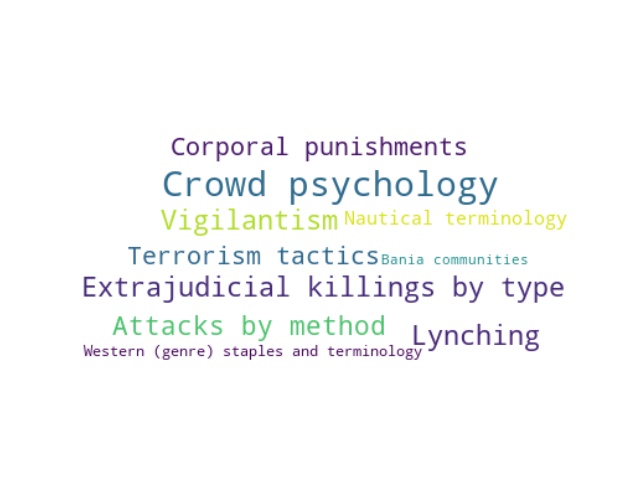 Corporal punishments
Crowd psychology
Vigilantism Nautical terminology
Terrorism tactics Bania communities
Extrajudicial killings by type
Attacks by method Lynching
Western (genre) staples and terminology